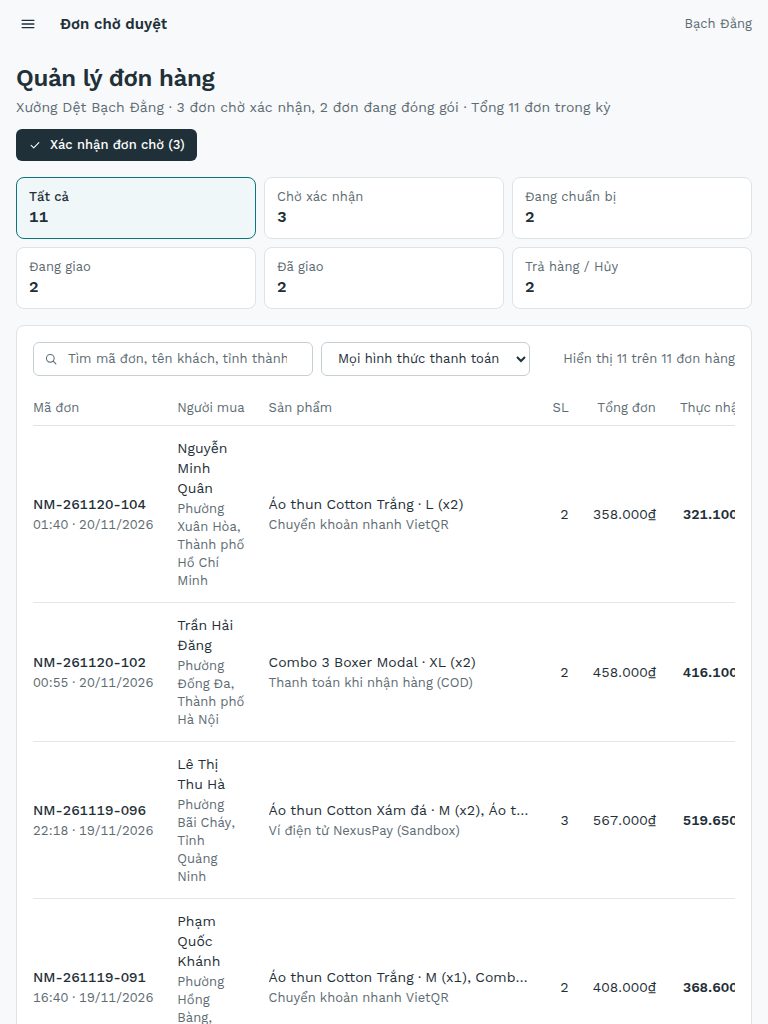 Đơn chờ duyệt
Bạch Đằng
Quản lý đơn hàng
Xưởng Dệt Bạch Đằng · 3 đơn chờ xác nhận, 2 đơn đang đóng gói · Tổng 11 đơn trong kỳ
Xác nhận đơn chờ (3)
Tất cả
11
Chờ xác nhận
3
Đang chuẩn bị
2
Đang giao
2
Đã giao
2
Trả hàng / Hủy
2
Tìm mã đơn, tên khách, tỉnh thành
Mọi hình thức thanh toán
Hiển thị 11 trên 11 đơn hàng
Mã đơn
Người mua
Sản phẩm
SL
Tổng đơn
Thực nhậ
NM-261120-104
01:40 · 20/11/2026
Nguyễn
Minh
Quân
Phường
Xuân Hòa,
Thành phố
Hồ Chí
Minh
Áo thun Cotton Trắng · L (x2)
Chuyển khoản nhanh VietQR
2
358.000₫
321.100
NM-261120-102
00:55 · 20/11/2026
Trần Hải
Đăng
Phường
Đống Đa,
Thành phố
Hà Nội
Combo 3 Boxer Modal · XL (x2)
Thanh toán khi nhận hàng (COD)
2
458.000₫
416.100
NM-261119-096
22:18 · 19/11/2026
Lê Thị
Thu Hà
Phường
Bãi Cháy,
Tỉnh
Quảng
Ninh
Áo thun Cotton Xám đá · M (x2), Áo t...
Ví điện tử NexusPay (Sandbox)
3
567.000₫
519.650
NM-261119-091
16:40 · 19/11/2026
Phạm
Quốc
Khánh
Phường
Hồng
Bàng,
Áo thun Cotton Trắng · M (x1), Comb...
Chuyển khoản nhanh VietQR
2
408.000₫
368.600